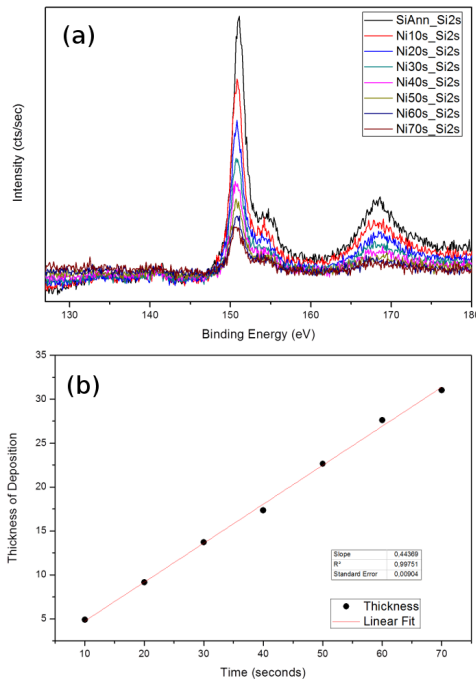 (a)
SiAnn_Si2s
Ni10s_Si2s
Ni20s_Si2s
Ni30s_Si2s
Ni40s_Si2s
Ni50s_Si2s
Ni60s_Si2s
Ni70s_Si2s
Intensity (cts/sec)
130 140 150 160 170 180
Binding Energy (eV)
(b)
35
30
25
20
15
10
5
Thickness of Deposition
Slope 0,44369
R² 0,99751
Standard Error 0,00904
Thickness
Linear Fit
10 20 30 40 50 60 70
Time (seconds)